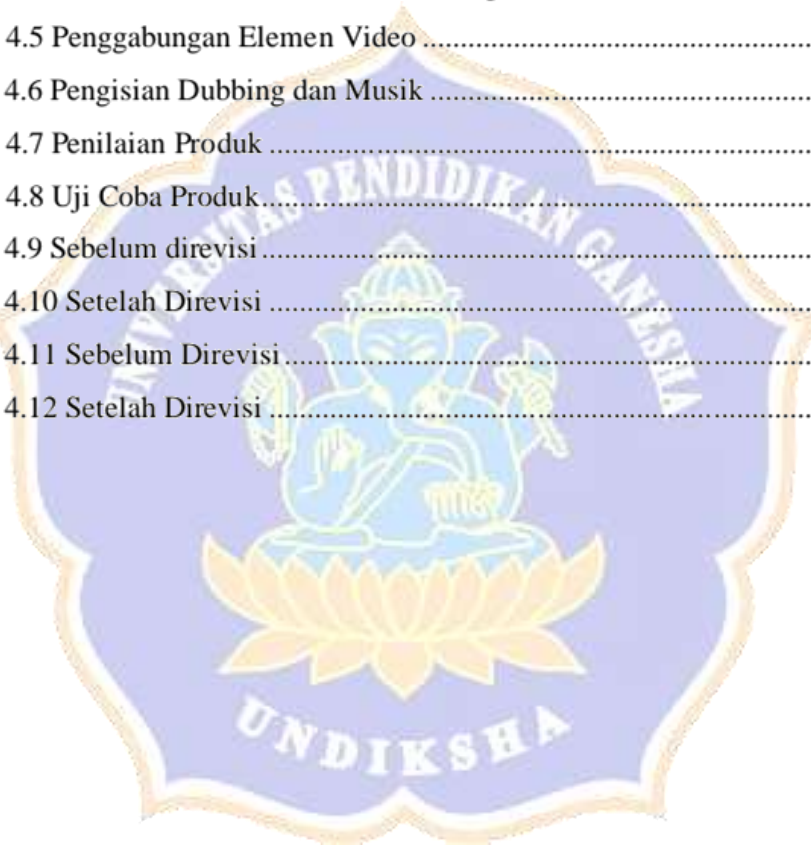 4.5 Penggabungan Elemen Video ..........................................
4.6 Pengisian Dubbing dan Musik ..........................................
4.7 Penilaian Produk ..........................................................
4.8 Uji Coba Produk...........................................................
4.9 Sebelum direvisi ...........................................................
4.10 Setelah Direvisi ..........................................................
4.11 Sebelum Direvisi.........................................................
4.12 Setelah Direvisi ..........................................................
UNIVERSITAS PENDIDIKAN GANESHA
UNDIKSHA